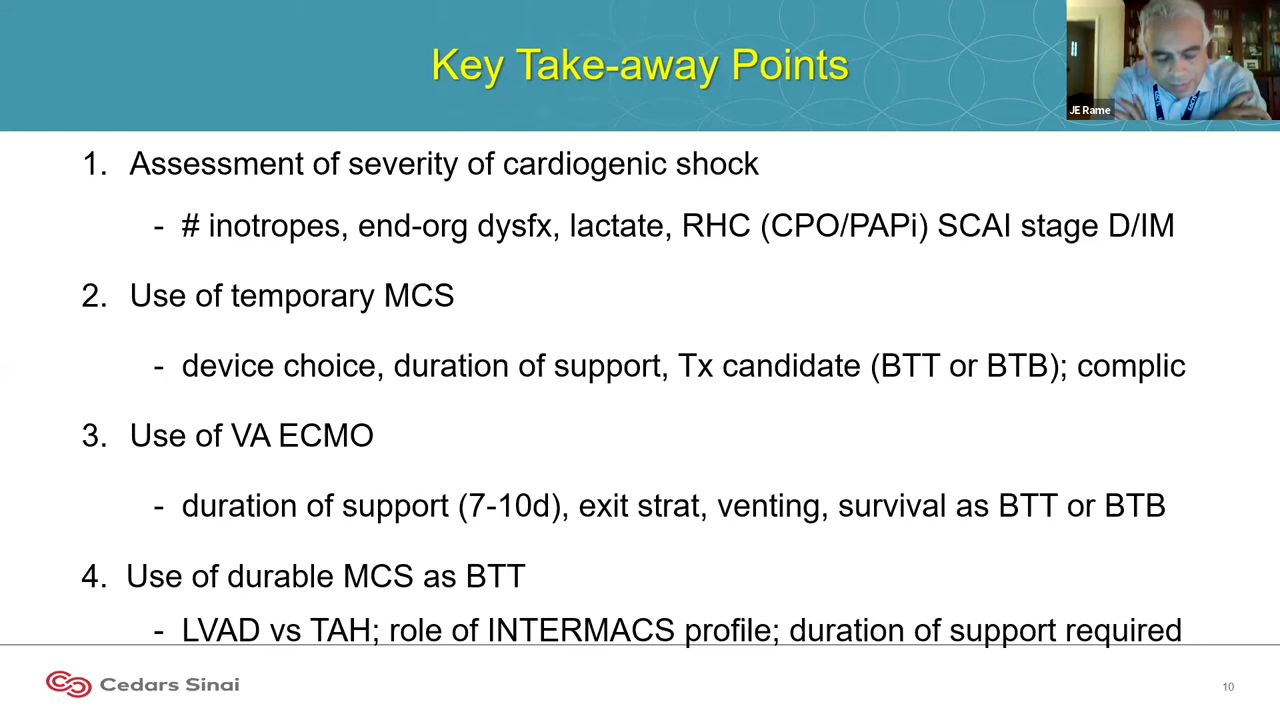 Key Take-away Points
JE Rame
1. Assessment of severity of cardiogenic shock
- # inotropes, end-org dysfx, lactate, RHC (CPO/PAPi) SCAI stage D/IM
2. Use of temporary MCS
- device choice, duration of support, Tx candidate (BTT or BTB); complic
3. Use of VA ECMO
- duration of support (7-10d), exit strat, venting, survival as BTT or BTB
4. Use of durable MCS as BTT
- LVAD vs TAH; role of INTERMACS profile; duration of support required
Cedars Sinai
10